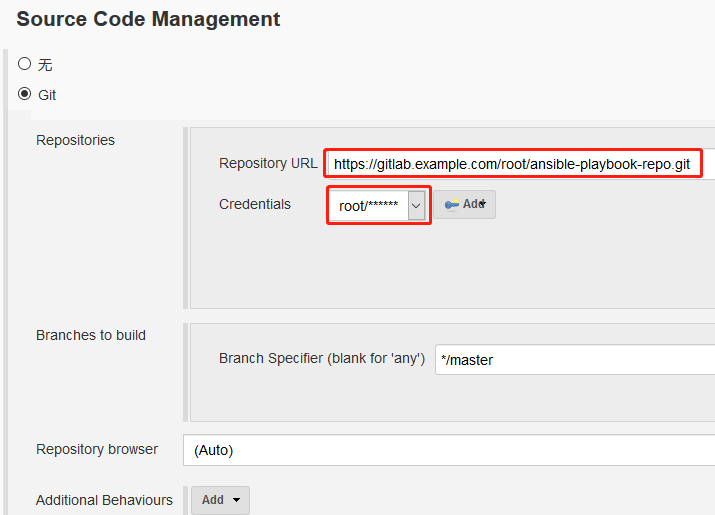 Source Code Management
无
Git
Repositories
Repository URL https://gitlab.example.com/root/ansible-playbook-repo.git
Credentials root/****** Add
Branches to build
Branch Specifier (blank for 'any') */master
Repository browser (Auto)
Additional Behaviours Add